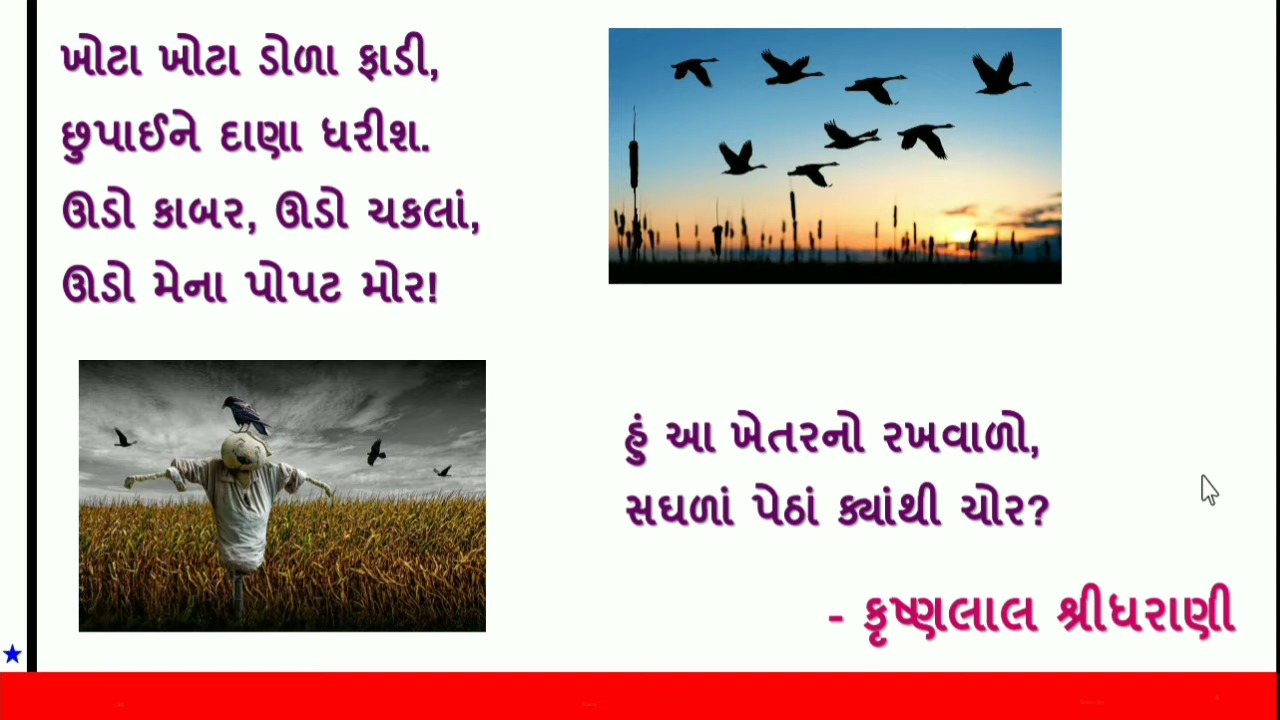 ખોટા ખોટા ડોળા ફાડી,
છુપાઈને દાણા ધરીશ.
ઊડો કાબર, ઊડો ચકલાં,
ઊડો મેના પોપટ મોર!
હું આ ખેતરનો રખવાળો,
સઘળાં પેઠાં ક્યાંથી ચોર?
- કૃષ્ણલાલ શ્રીધરાણી